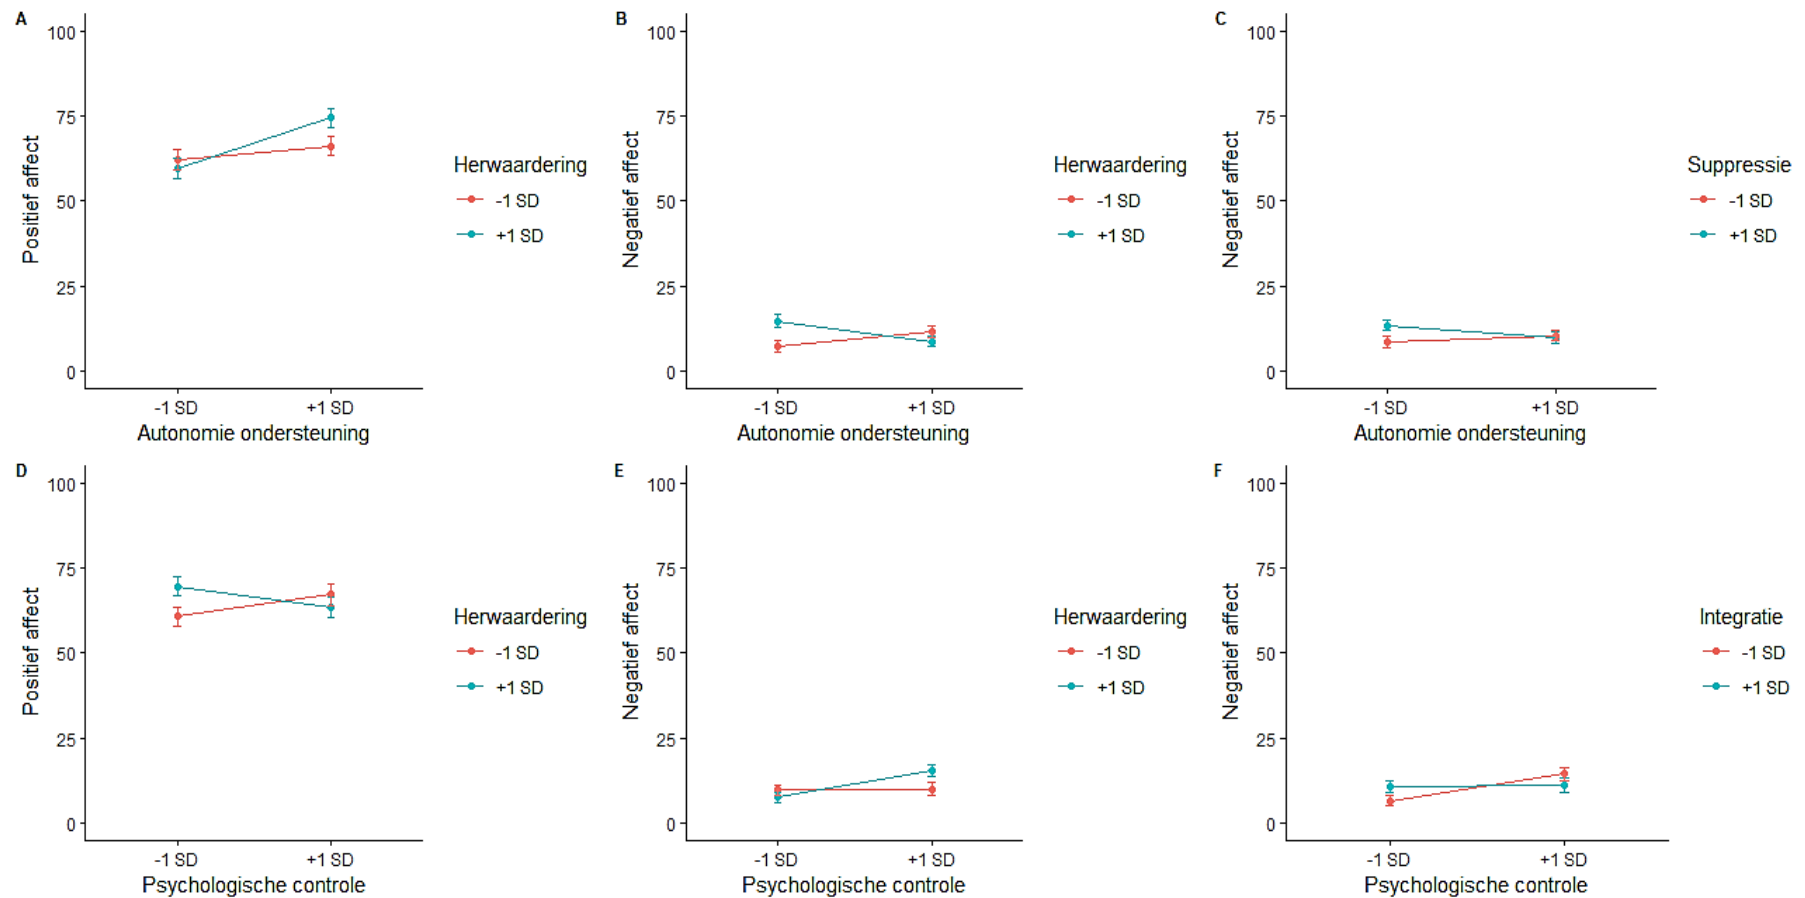 A
100
75
50
25
0
Positief affect
-1 SD
+1 SD
Autonomie ondersteuning
Herwaardering
-1 SD
+1 SD
B
100
75
50
25
0
Negatief affect
-1 SD
+1 SD
Autonomie ondersteuning
Herwaardering
-1 SD
+1 SD
C
100
75
50
25
0
Negatief affect
-1 SD
+1 SD
Autonomie ondersteuning
Suppressie
-1 SD
+1 SD
D
100
75
50
25
0
Positief affect
-1 SD
+1 SD
Psychologische controle
Herwaardering
-1 SD
+1 SD
E
100
75
50
25
0
Negatief affect
-1 SD
+1 SD
Psychologische controle
Herwaardering
-1 SD
+1 SD
F
100
75
50
25
0
Negatief affect
-1 SD
+1 SD
Psychologische controle
Integratie
-1 SD
+1 SD